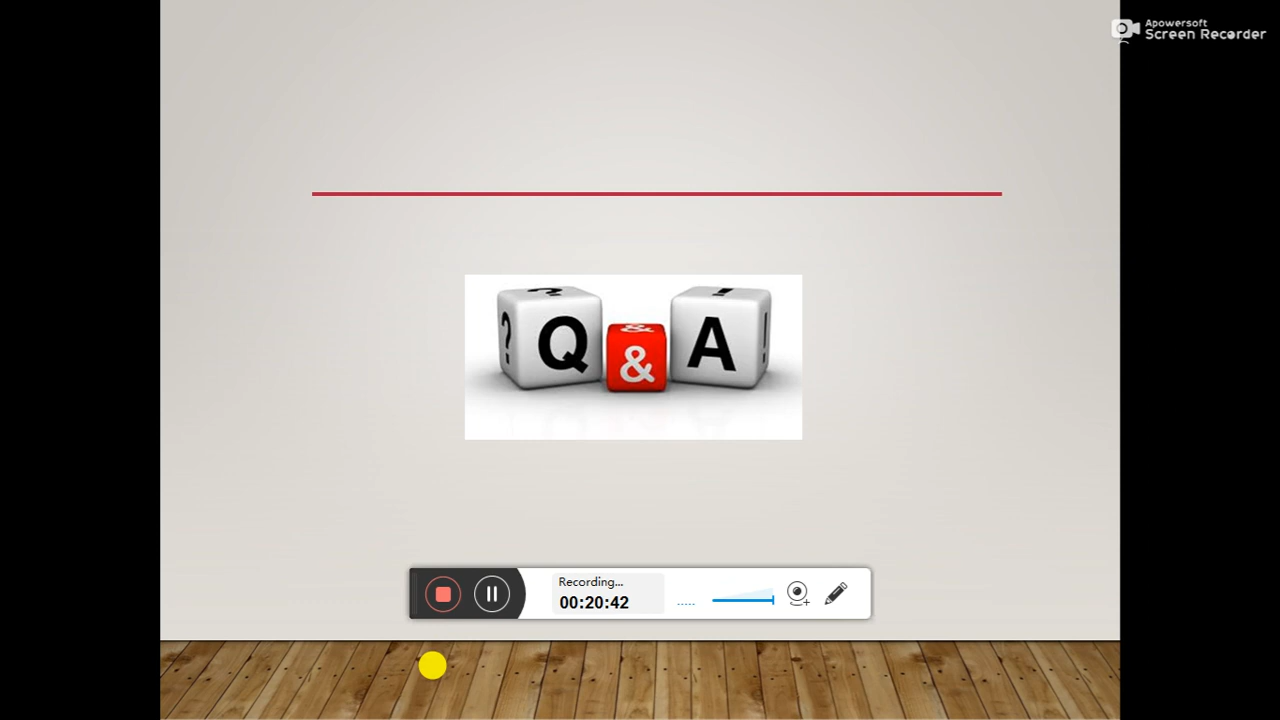 Apowersoft
Screen Recorder
? ! 
? Q & A !
&
Recording...
00:20:42